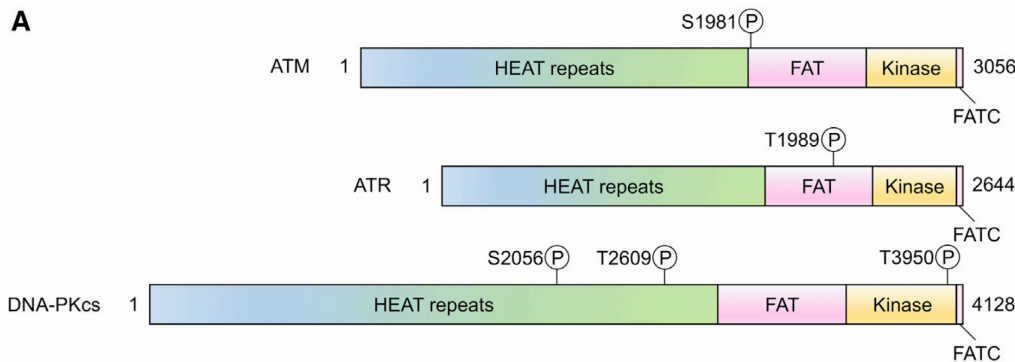 A
S1981 P
ATM 1 HEAT repeats FAT Kinase 3056
FATC
T1989 P
ATR 1 HEAT repeats FAT Kinase 2644
FATC
S2056 P T2609 P T3950 P
DNA-PKcs 1 HEAT repeats FAT Kinase 4128
FATC